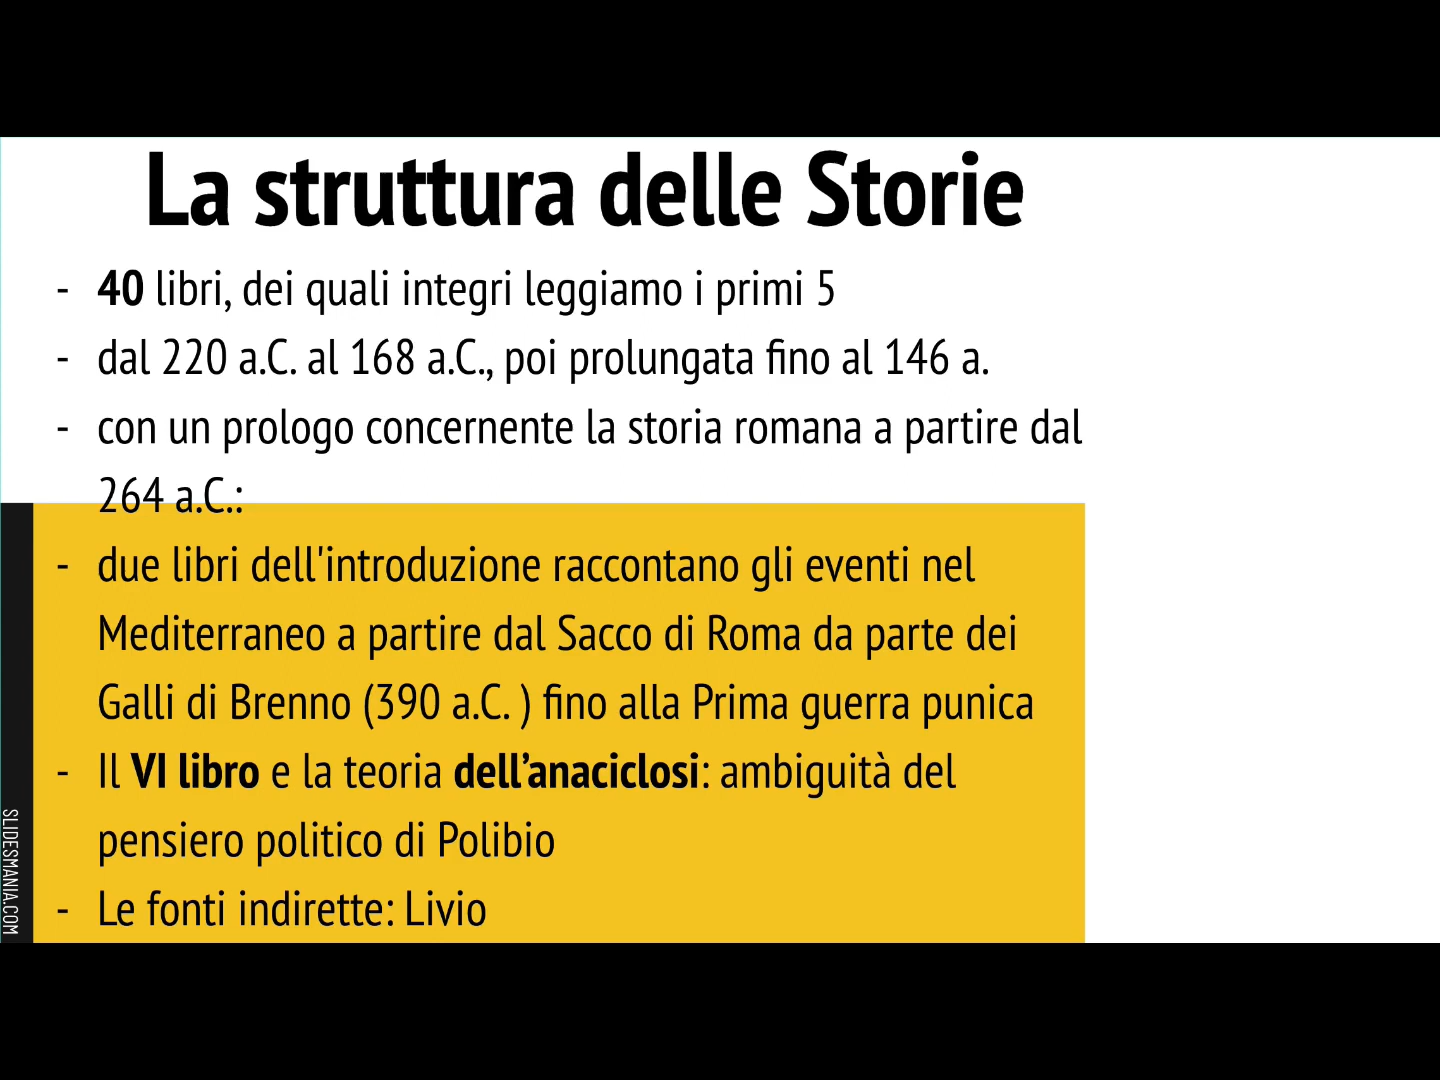 La struttura delle Storie
- 40 libri, dei quali integri leggiamo i primi 5
- dal 220 a.C. al 168 a.C., poi prolungata fino al 146 a.
- con un prologo concernente la storia romana a partire dal
264 a.C.:
- due libri dell'introduzione raccontano gli eventi nel
Mediterraneo a partire dal Sacco di Roma da parte dei
Galli di Brenno (390 a.C. ) fino alla Prima guerra punica
- Il VI libro e la teoria dell’anaciclosi: ambiguità del
pensiero politico di Polibio
- Le fonti indirette: Livio
SLIDESMANIA.COM